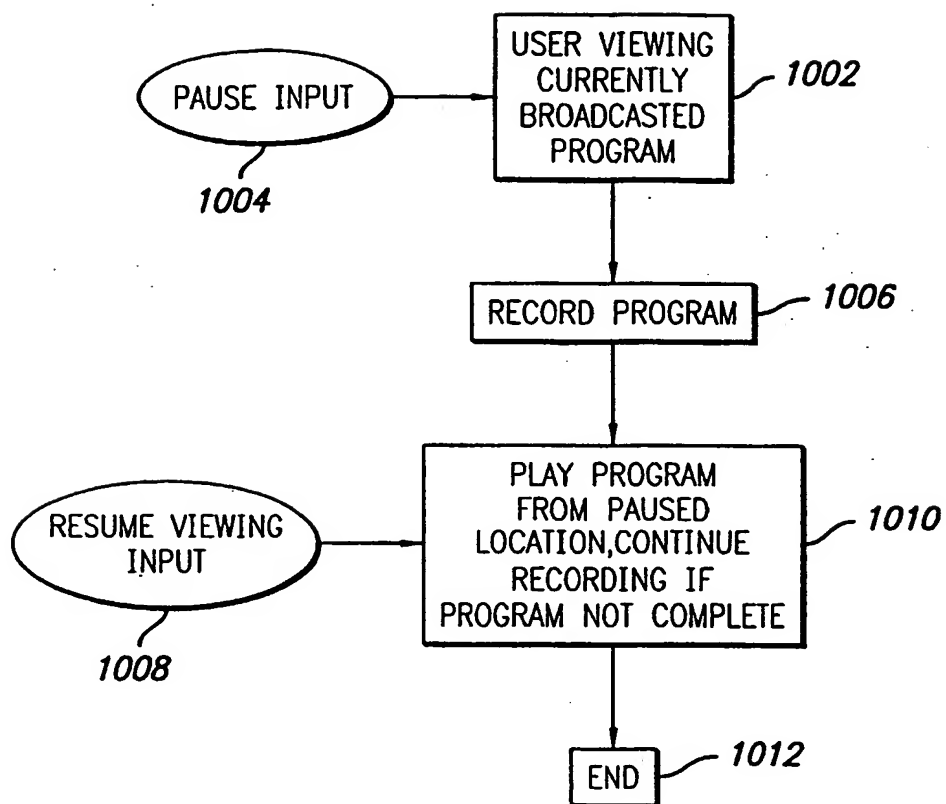 USER VIEWING
CURRENTLY
BROADCASTED
PROGRAM
1002
PAUSE INPUT
1004
RECORD PROGRAM
1006
PLAY PROGRAM
FROM PAUSED
LOCATION,CONTINUE
RECORDING IF
PROGRAM NOT COMPLETE
1010
RESUME VIEWING
INPUT
1008
END
1012